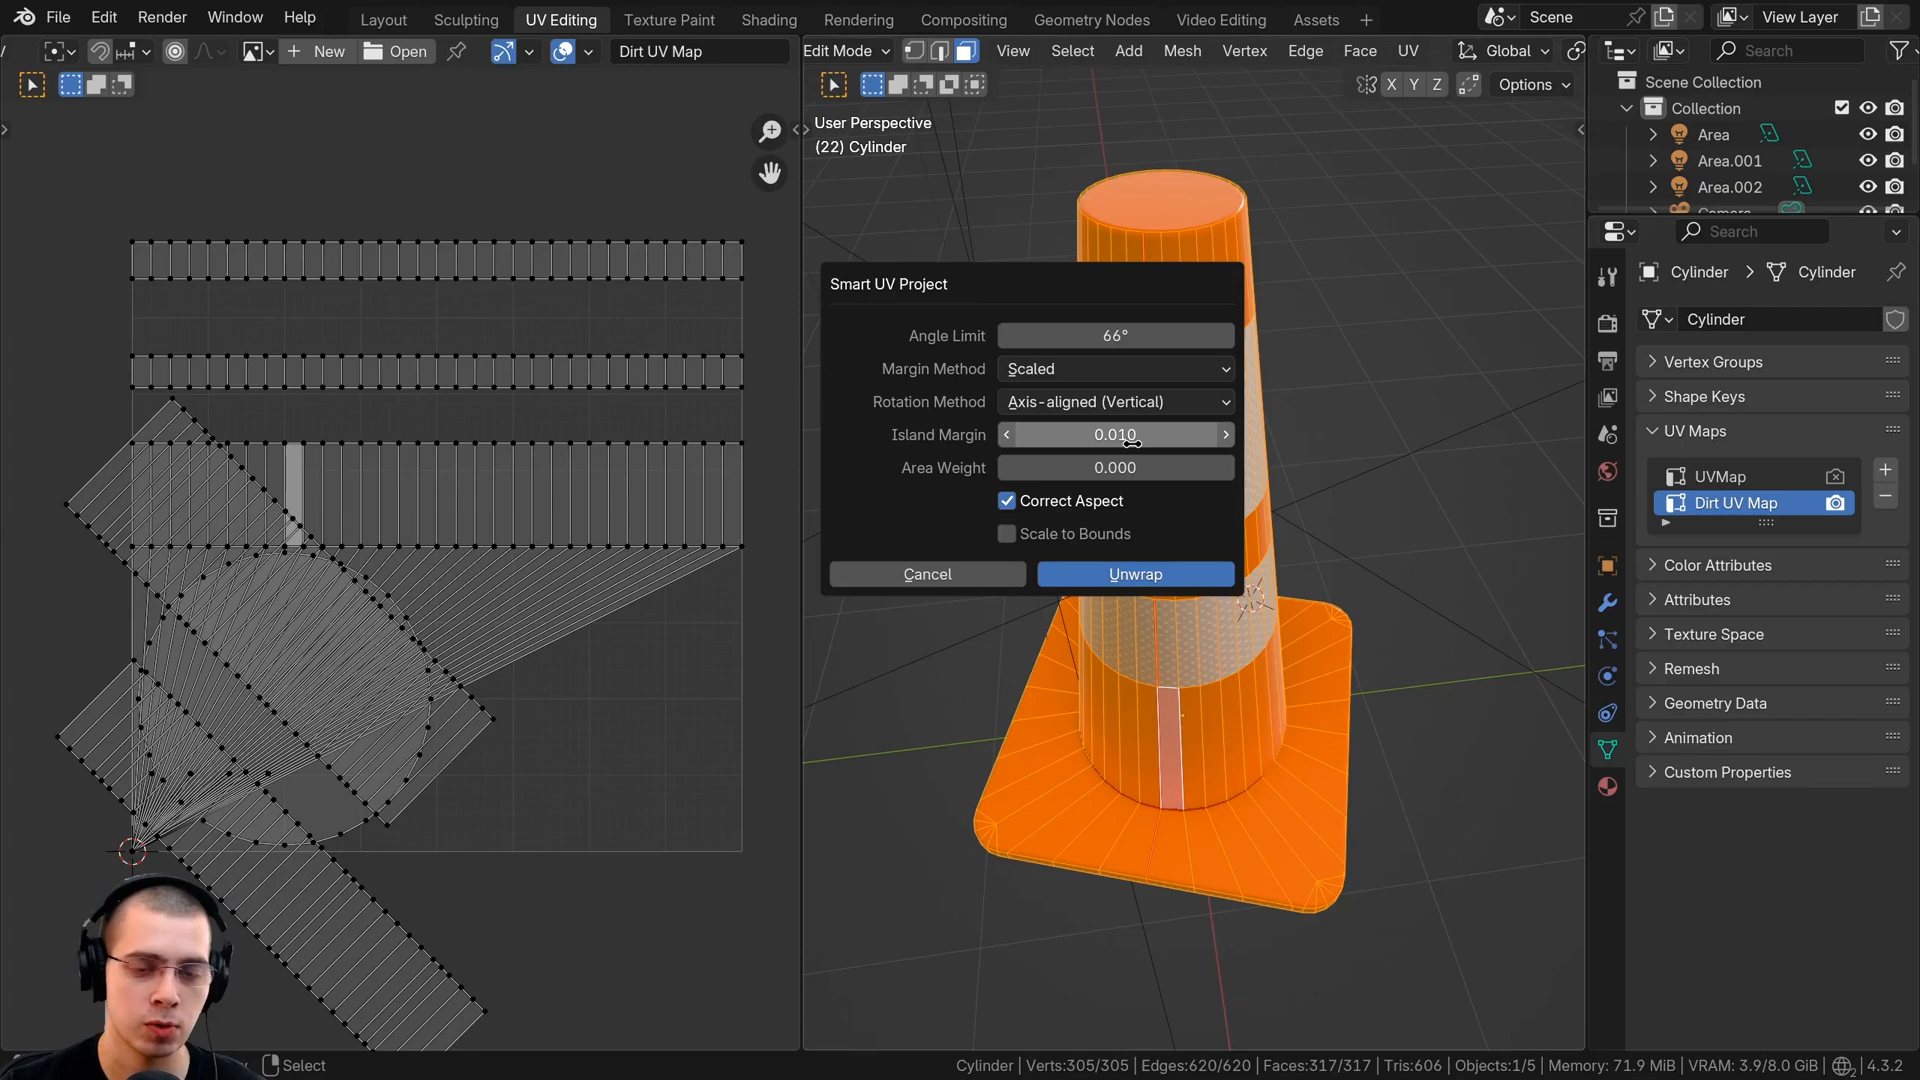 File Edit Render Window Help Layout Sculpting UV Editing Texture Paint Shading Rendering Compositing Geometry Nodes Video Editing Assets Scene View Layer
New Open Dirt UV Map
Edit Mode View Select Add Mesh Vertex Edge Face UV Global
X Y Z Options
User Perspective
(22) Cylinder
Smart UV Project
Angle Limit 66°
Margin Method Scaled
Rotation Method Axis-aligned (Vertical)
Island Margin 0.010
Area Weight 0.000
Correct Aspect
Scale to Bounds
Cancel Unwrap
Search
Scene Collection
Collection
Area
Area.001
Area.002
Search
Cylinder Cylinder
Cylinder
Vertex Groups
Shape Keys
UV Maps
UVMap
Dirt UV Map
Color Attributes
Attributes
Texture Space
Remesh
Geometry Data
Animation
Custom Properties
Select
Cylinder | Verts:305/305 | Edges:620/620 | Faces:317/317 | Tris:606 | Objects:1/5 | Memory: 71.9 MiB | VRAM: 3.9/8.0 GiB | 4.3.2